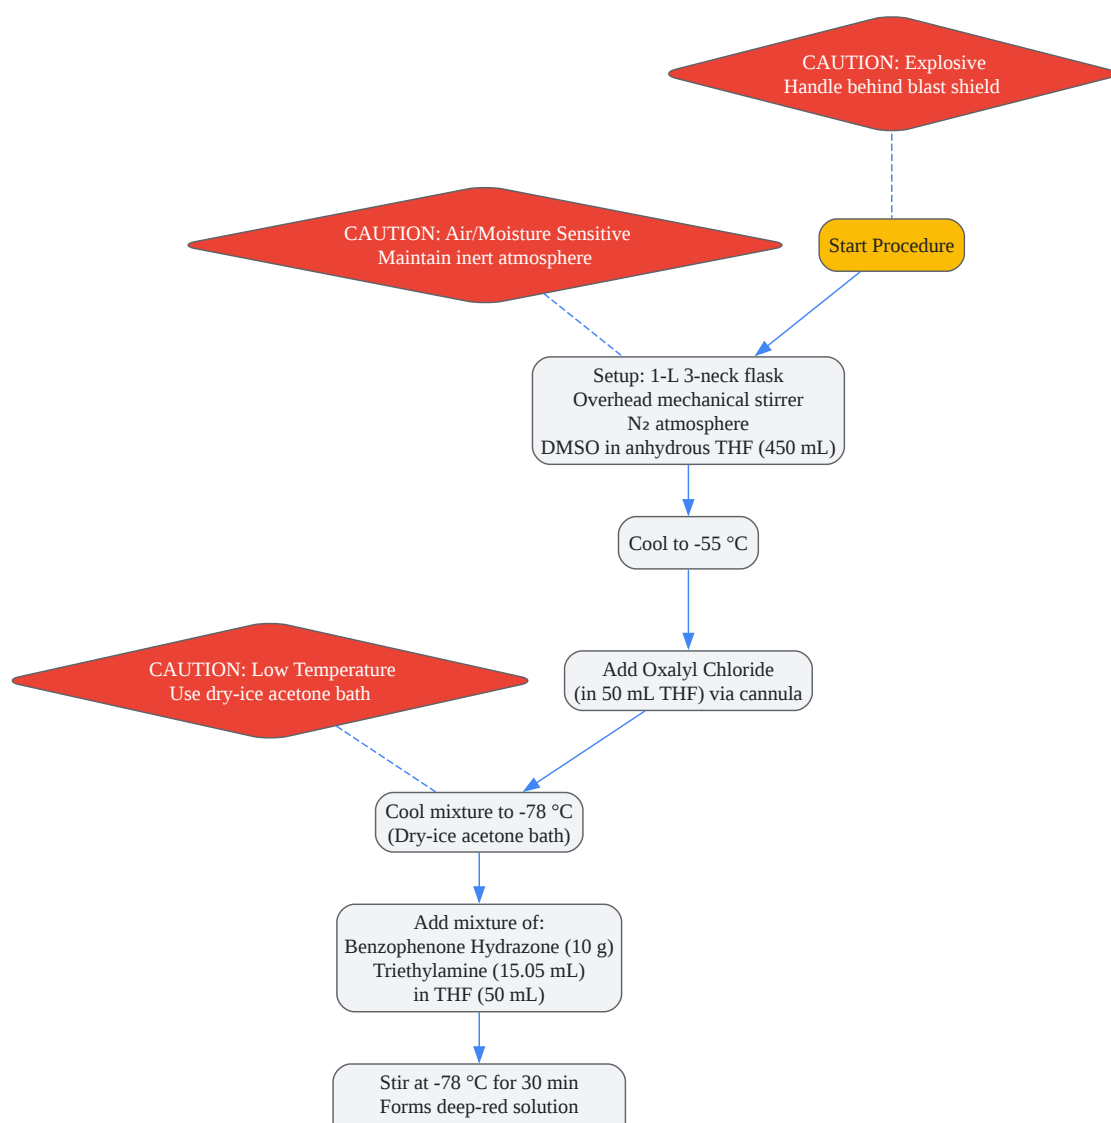 CAUTION: Explosive
Handle behind blast shield
CAUTION: Air/Moisture Sensitive
Maintain inert atmosphere
Start Procedure
Setup: 1-L 3-neck flask
Overhead mechanical stirrer
N₂ atmosphere
DMSO in anhydrous THF (450 mL)
Cool to -55 °C
CAUTION: Low Temperature
Use dry-ice acetone bath
Add Oxalyl Chloride
(in 50 mL THF) via cannula
Cool mixture to -78 °C
(Dry-ice acetone bath)
Add mixture of:
Benzophenone Hydrazone (10 g)
Triethylamine (15.05 mL)
in THF (50 mL)
Stir at -78 °C for 30 min
Forms deep-red solution